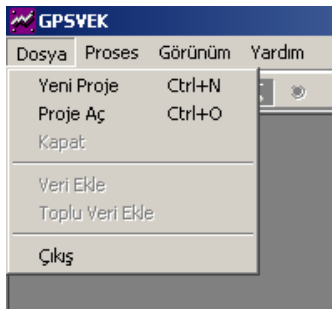 GPSVEK
Dosya Proses Görünüm Yardım
Yeni Proje Ctrl+N
Proje Aç Ctrl+O
Kapat
Veri Ekle
Toplu Veri Ekle
Çıkış